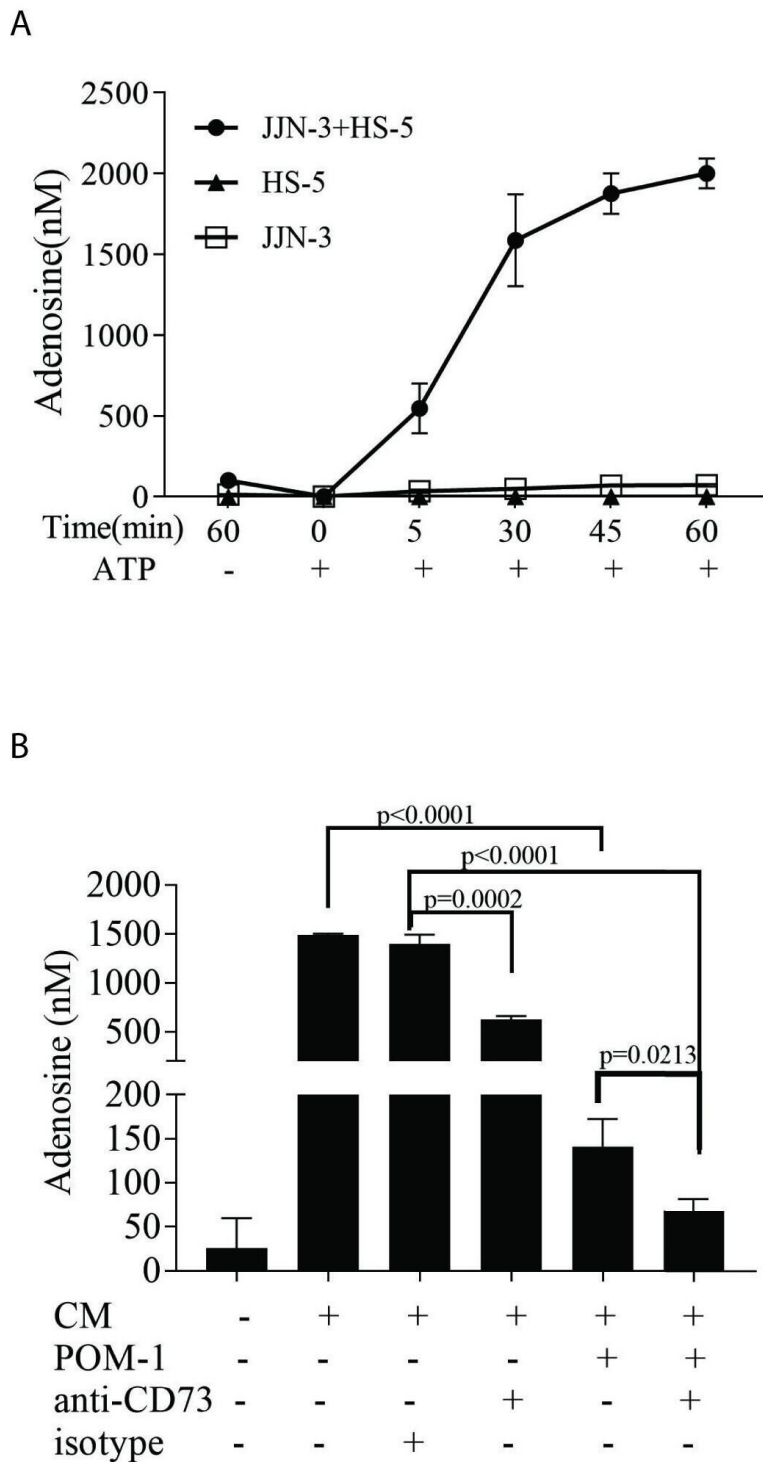 A
2500
2000
1500
1000
500
0
Adenosine(nM)
JJN-3+HS-5
HS-5
JJN-3
Time(min) 60 0 5 30 45 60
ATP - + + + + +
B
p<0.0001
p<0.0001
p=0.0002
p=0.0213
2000
1500
1000
500
200
150
100
50
0
Adenosine (nM)
CM - + + + + +
POM-1 - - - - + +
anti-CD73 - - - + - +
isotype - - + - - -